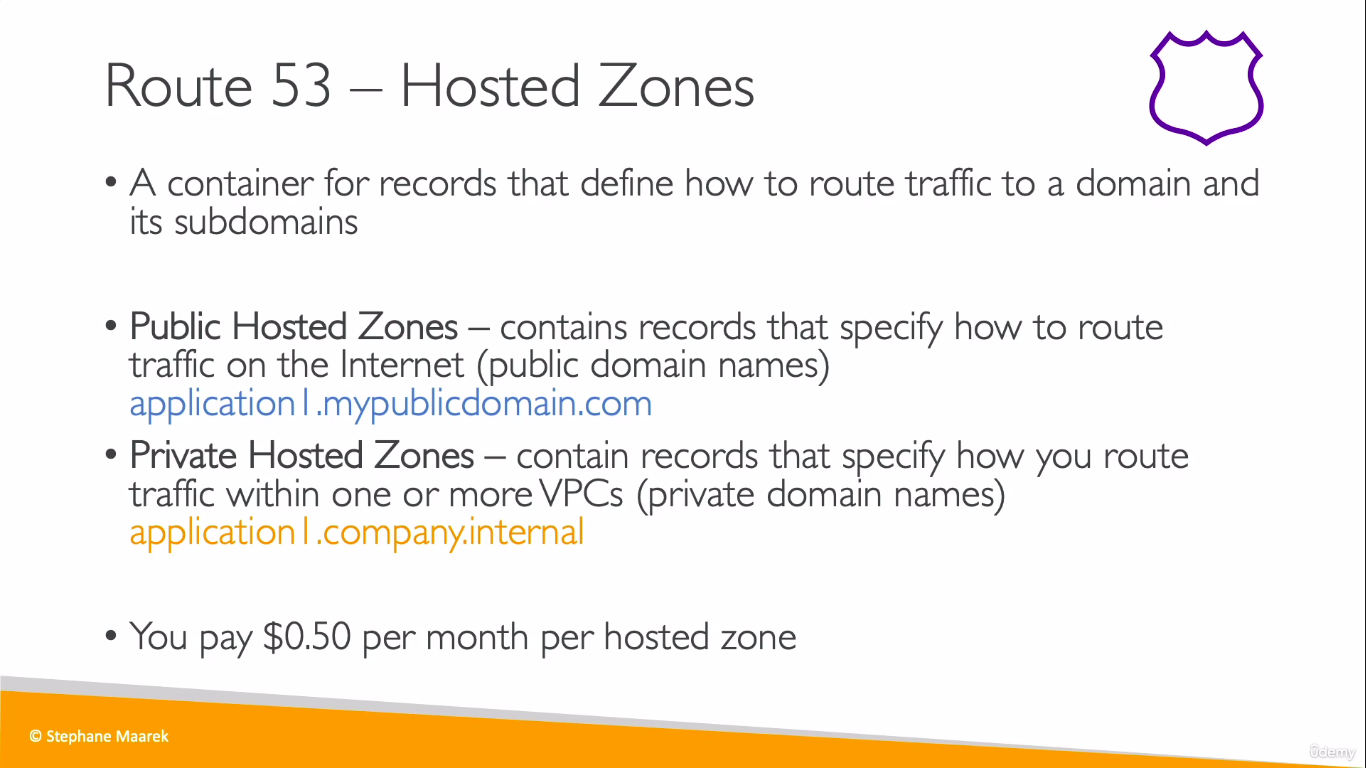 Route 53 – Hosted Zones
• A container for records that define how to route traffic to a domain and
its subdomains
• Public Hosted Zones – contains records that specify how to route
traffic on the Internet (public domain names)
application1.mypublicdomain.com
• Private Hosted Zones – contain records that specify how you route
traffic within one or more VPCs (private domain names)
application1.company.internal
• You pay $0.50 per month per hosted zone
© Stephane Maarek
ûdemy